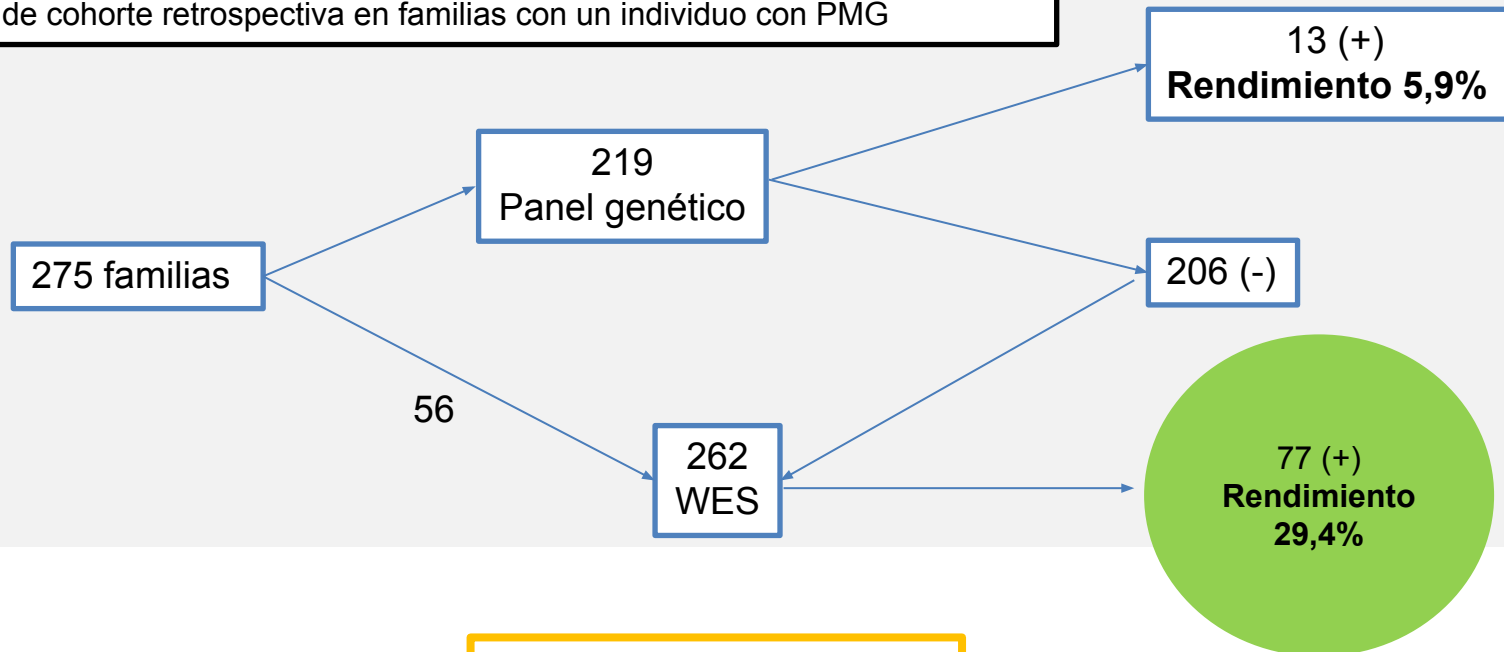 de cohorte retrospectiva en familias con un individuo con PMG
13 (+)
Rendimiento 5,9%
219
Panel genético
275 familias
206 (-)
56
262
WES
77 (+)
Rendimiento
29,4%